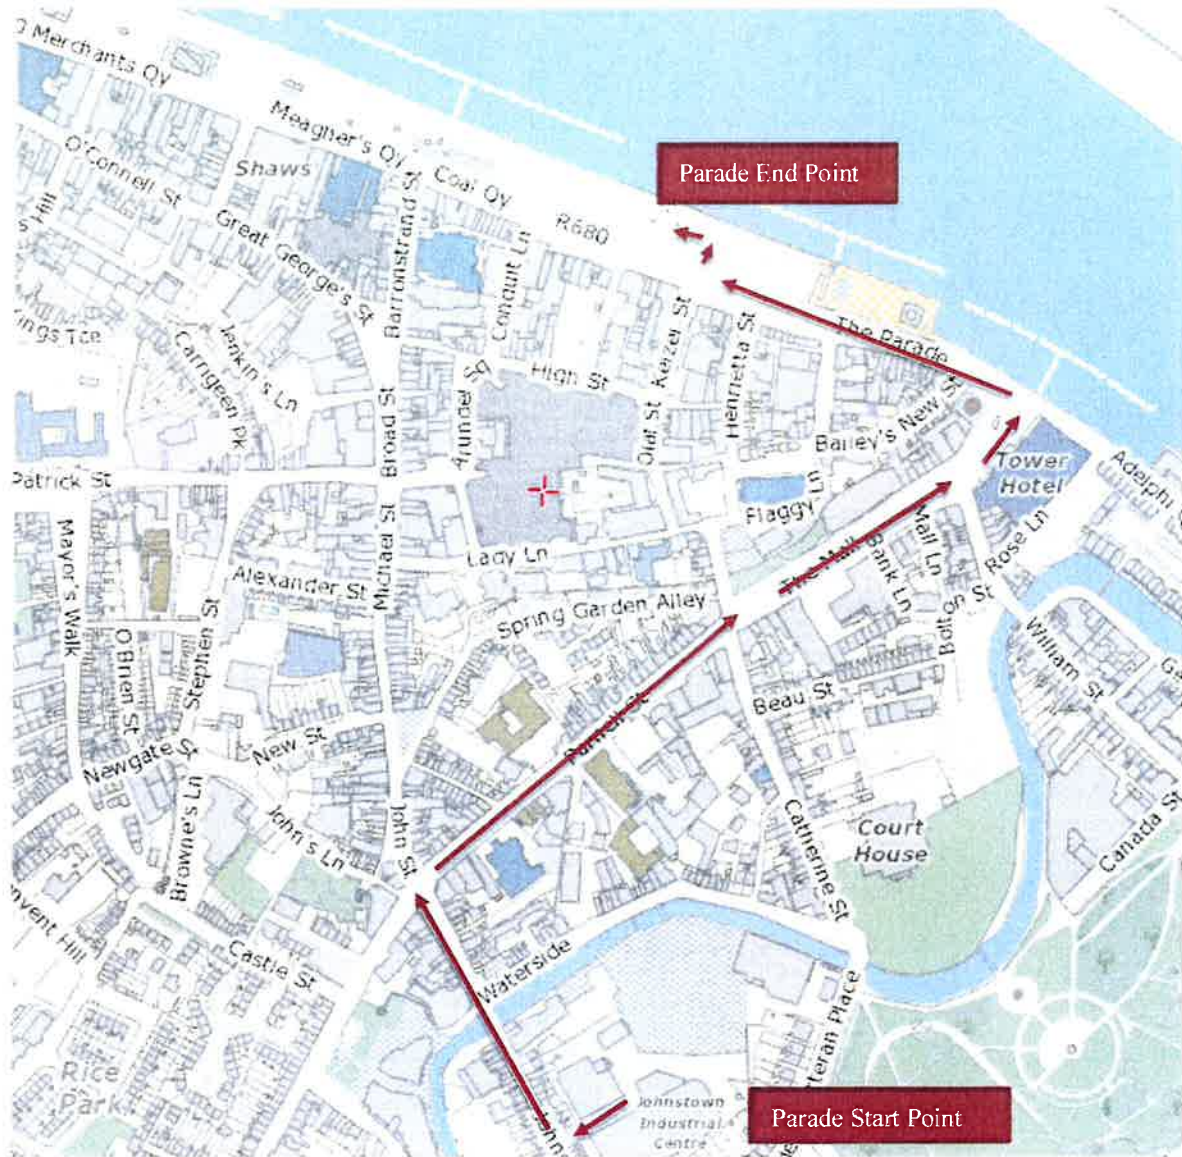 Merchants Qy
Meagher's Qy
Coal Qy
R680
Parade End Point
O'Connell St
Shaws
Great George's St
Barronstrand St
Conduit Ln
Keizer St
Henrietta St
The Parade
Jenkin's Ln
Carrigeen Pk
Broad St
Arundel Sq
High St
Olaf St
Bailey's New St
Tower
Hotel
Adelphi
Patrick St
Michael St
Lady Ln
Flaggy Ln
The Mall
Mall Ln
Bank Ln
Rose Ln
Bolton St
William St
Mayor's Walk
Alexander St
Spring Garden Alley
O'Brien St
Stephen St
Beau St
Newgate St
New St
Parnell St
John's Ln
John St
Browne's Ln
Catherine St
Court
House
Canada St
Castle St
Waterside
Rice
Park
Johnstown
Industrial
Centre
Parade Start Point